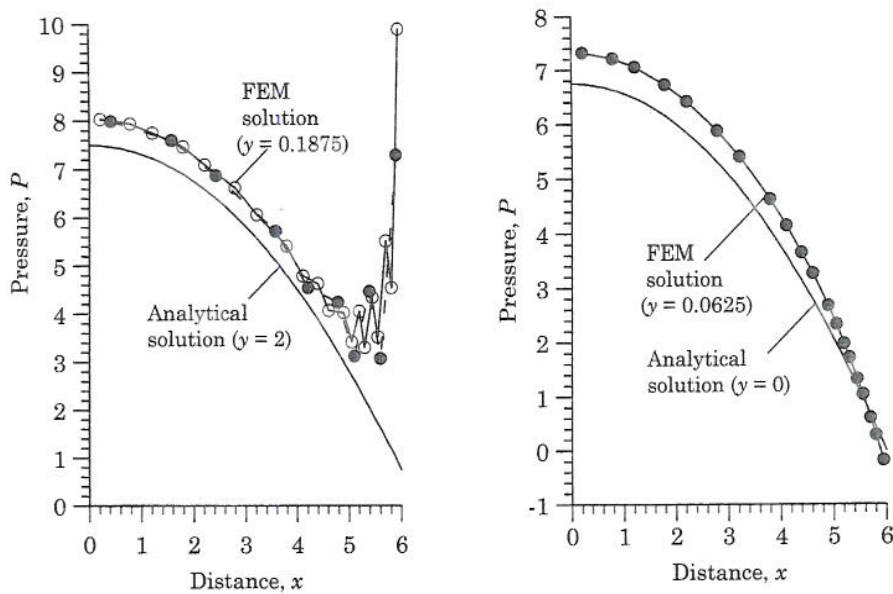 10
9
8
7
6
5
4
3
2
1
0
Pressure, P
FEM
solution
(y = 0.1875)
Analytical
solution (y = 2)
0 1 2 3 4 5 6
Distance, x
8
7
6
5
4
3
2
1
0
-1
Pressure, P
FEM
solution
(y = 0.0625)
Analytical
solution (y = 0)
0 1 2 3 4 5 6
Distance, x